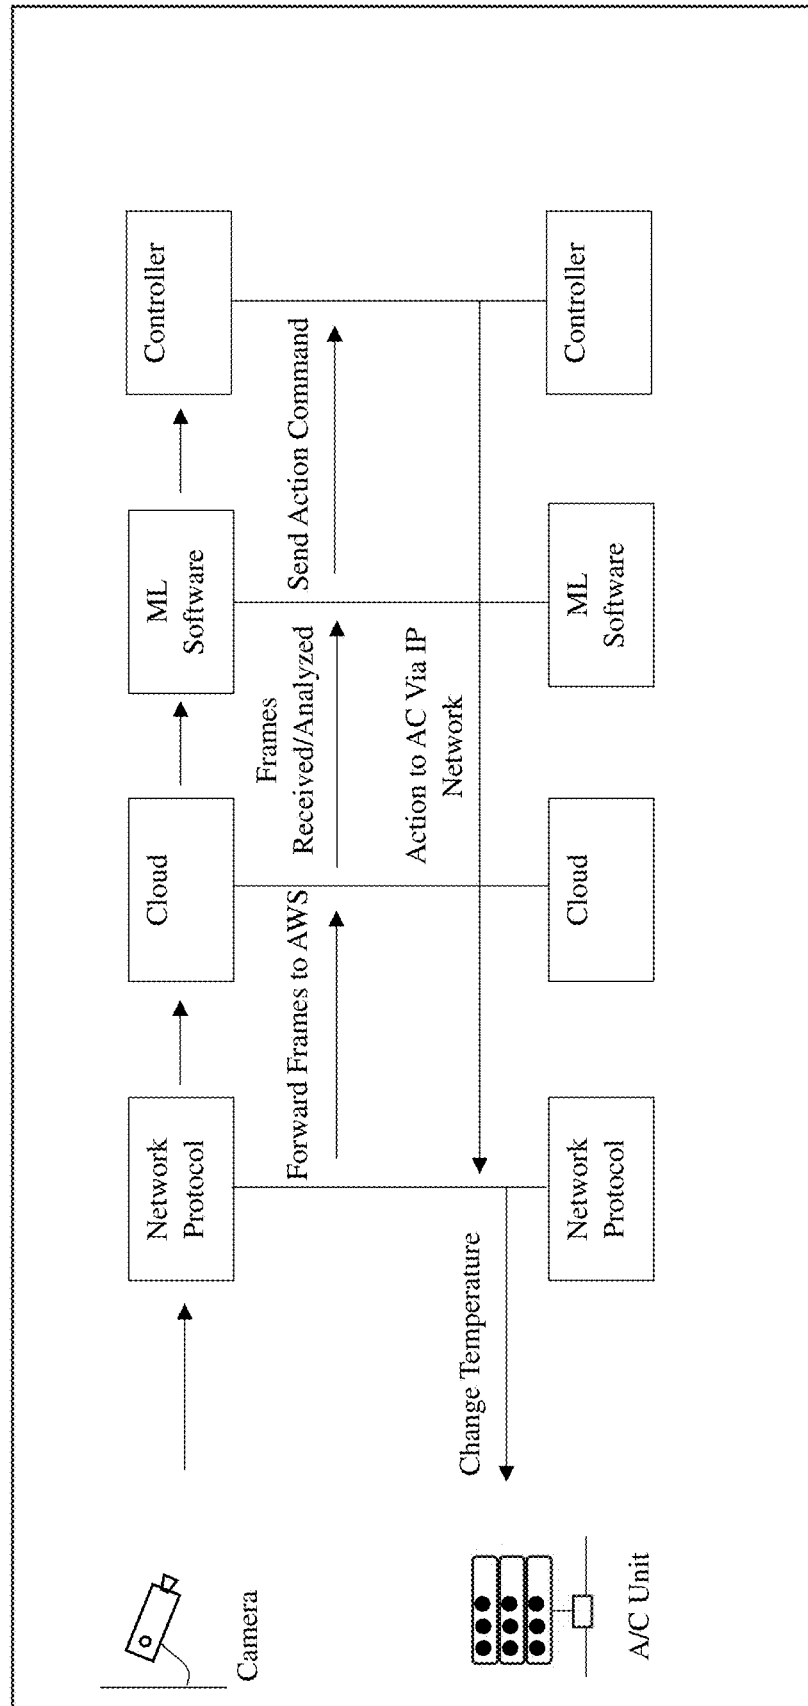 Camera
Network
Protocol
Cloud
ML
Software
Controller
Forward Frames to AWS
Frames
Received/Analyzed
Send Action Command
Action to AC Via IP
Network
Change Temperature
A/C Unit
Network
Protocol
Cloud
ML
Software
Controller